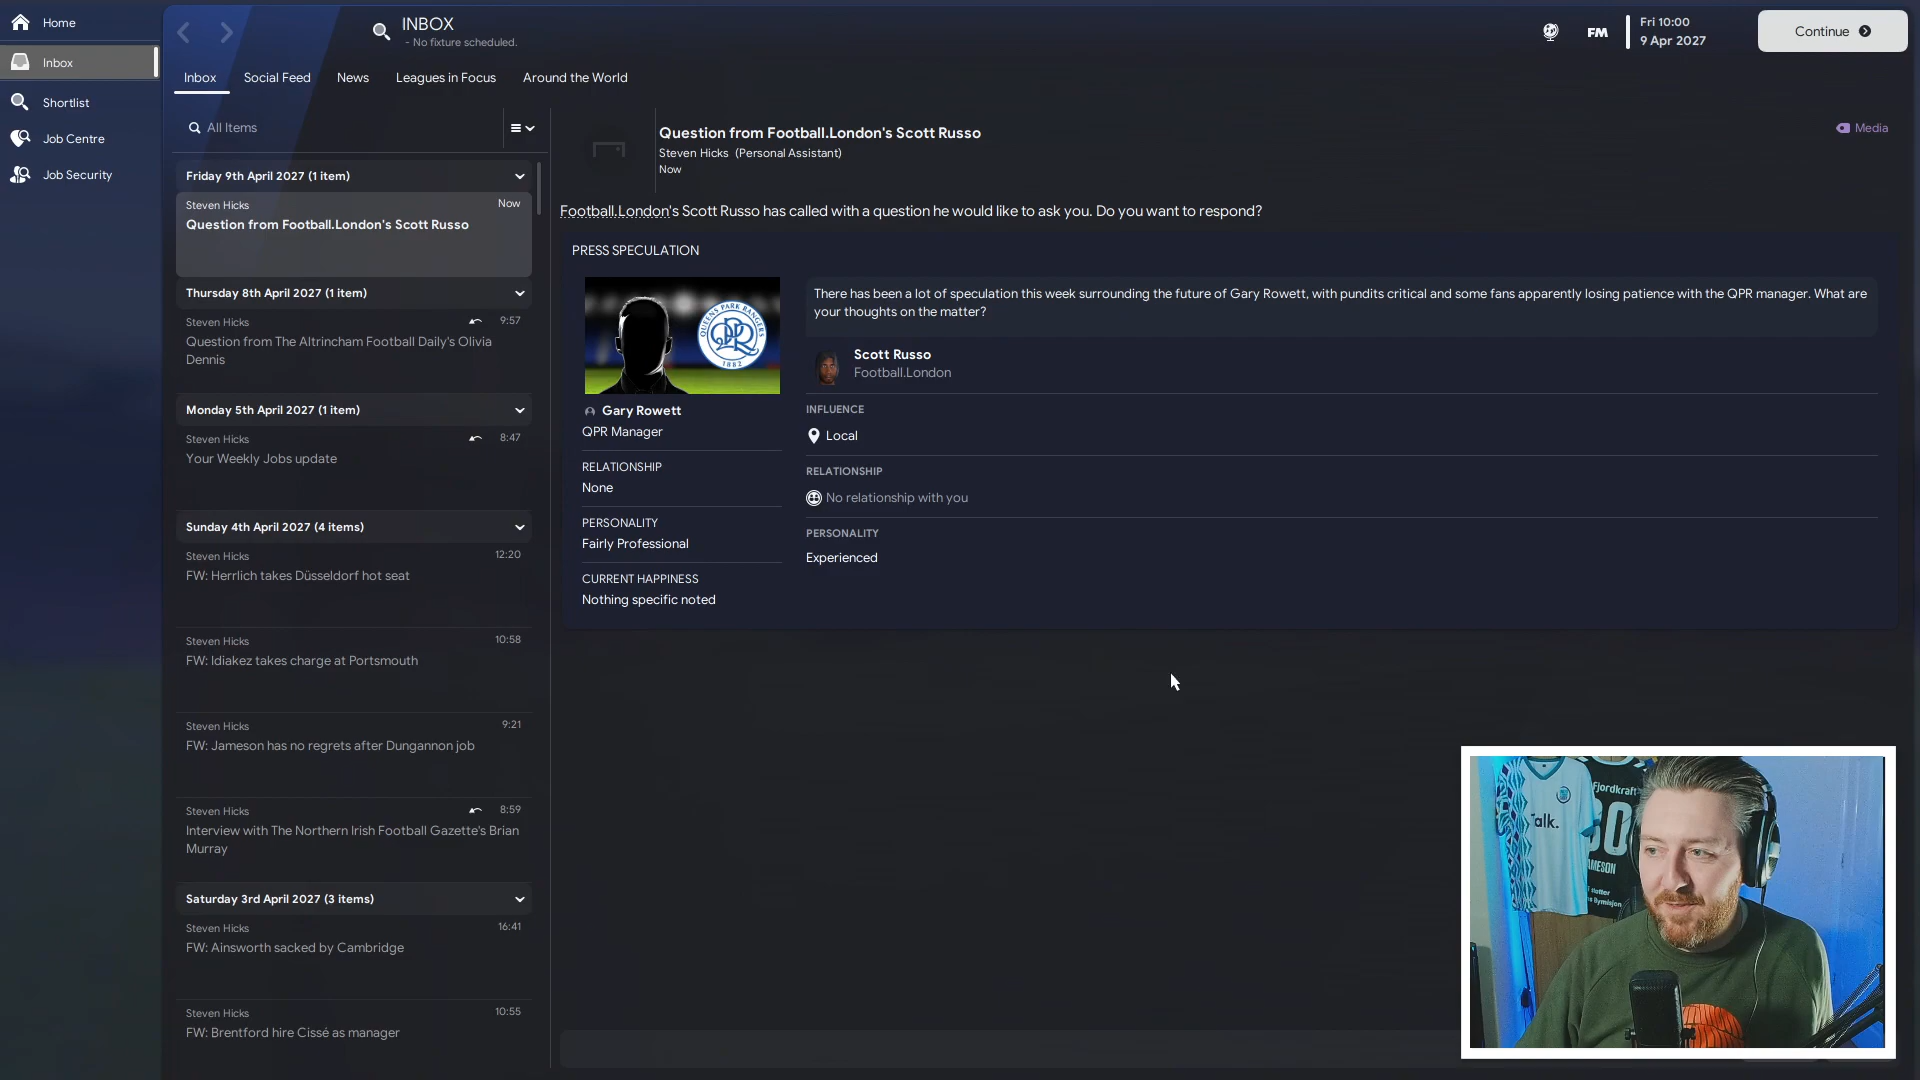 Home
Inbox
Shortlist
Job Centre
Job Security
INBOX
- No fixture scheduled.
FM
Fri 10:00
9 Apr 2027
Continue
Inbox
Social Feed
News
Leagues in Focus
Around the World
All Items
Friday 9th April 2027 (1 item)
Steven Hicks
Now
Question from Football.London's Scott Russo
Thursday 8th April 2027 (1 item)
Steven Hicks
9:57
Question from The Altrincham Football Daily's Olivia
Dennis
Monday 5th April 2027 (1 item)
Steven Hicks
8:47
Your Weekly Jobs update
Sunday 4th April 2027 (4 items)
Steven Hicks
12:20
FW: Herrlich takes Düsseldorf hot seat
Steven Hicks
10:58
FW: Idiakez takes charge at Portsmouth
Steven Hicks
9:21
FW: Jameson has no regrets after Dungannon job
Steven Hicks
8:59
Interview with The Northern Irish Football Gazette's Brian
Murray
Saturday 3rd April 2027 (3 items)
Steven Hicks
16:41
FW: Ainsworth sacked by Cambridge
Steven Hicks
10:55
FW: Brentford hire Cissé as manager
Question from Football.London's Scott Russo
Steven Hicks (Personal Assistant)
Now
Media
Football.London's Scott Russo has called with a question he would like to ask you. Do you want to respond?
PRESS SPECULATION
QUEENS PARK RANGERS
QPR
1882
Gary Rowett
QPR Manager
RELATIONSHIP
None
PERSONALITY
Fairly Professional
CURRENT HAPPINESS
Nothing specific noted
There has been a lot of speculation this week surrounding the future of Gary Rowett, with pundits critical and some fans apparently losing patience with the QPR manager. What are
your thoughts on the matter?
Scott Russo
Football.London
INFLUENCE
Local
RELATIONSHIP
No relationship with you
PERSONALITY
Experienced
Talk.
Fjordkraft